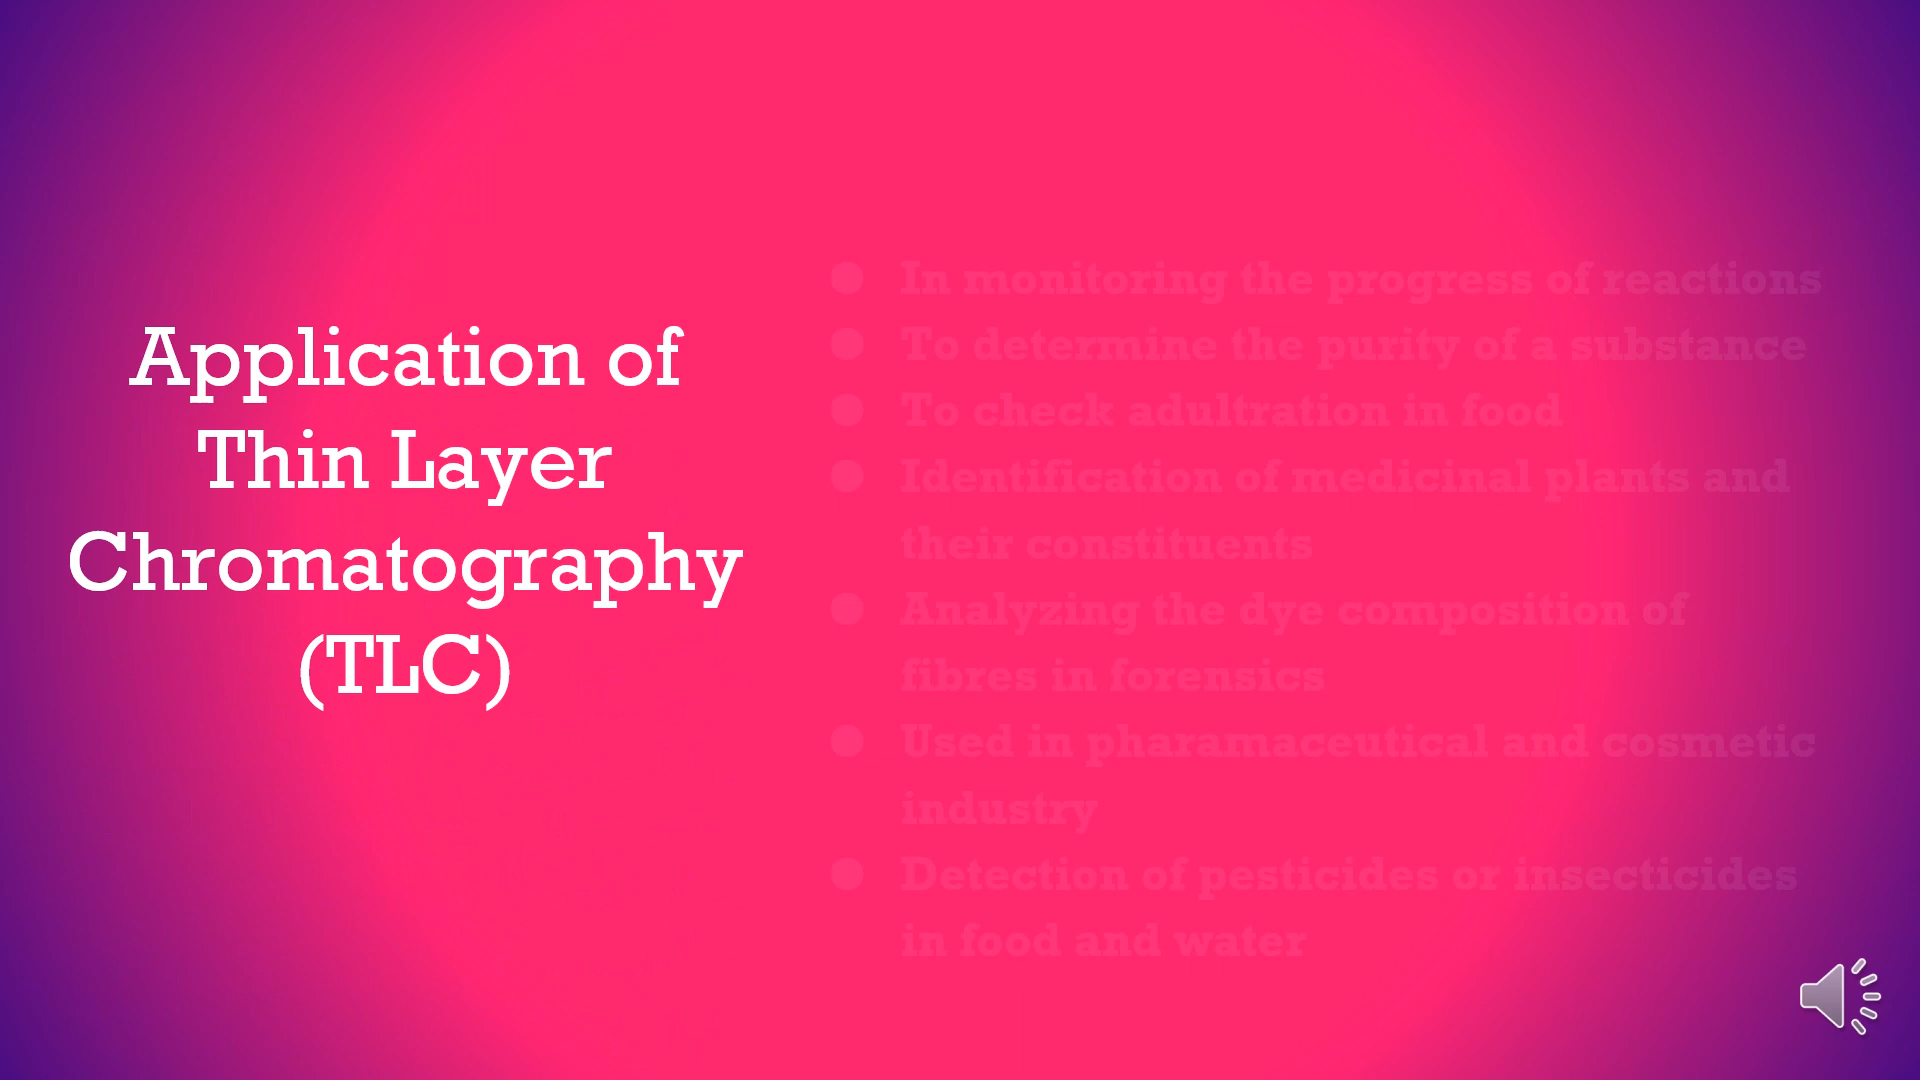 Application of
Thin Layer
Chromatography
(TLC)
● In monitoring the progress of reactions
● To determine the purity of a substance
● To check adultration in food
● Identification of medicinal plants and
their constituents
● Analyzing the dye composition of
fibres in forensics
● Used in pharamaceutical and cosmetic
industry
● Detection of pesticides or insecticides
in food and water